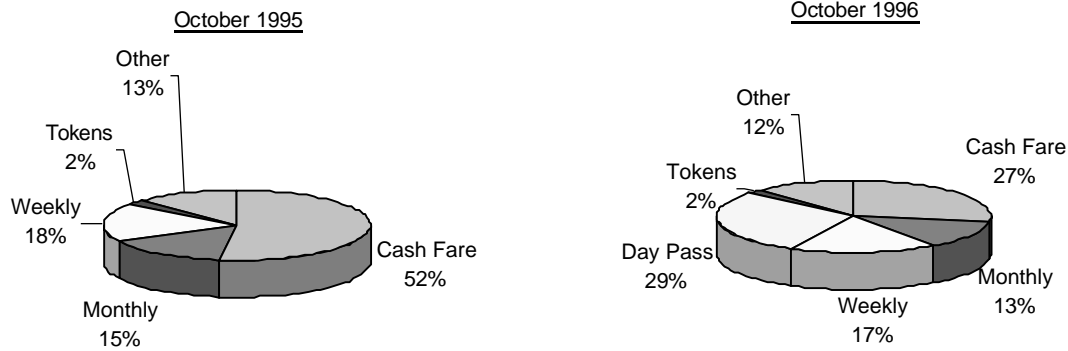 October 1995
Other
13%
Tokens
2%
Weekly
18%
Cash Fare
52%
Monthly
15%
October 1996
Other
12%
Cash Fare
27%
Tokens
2%
Day Pass
29%
Monthly
13%
Weekly
17%